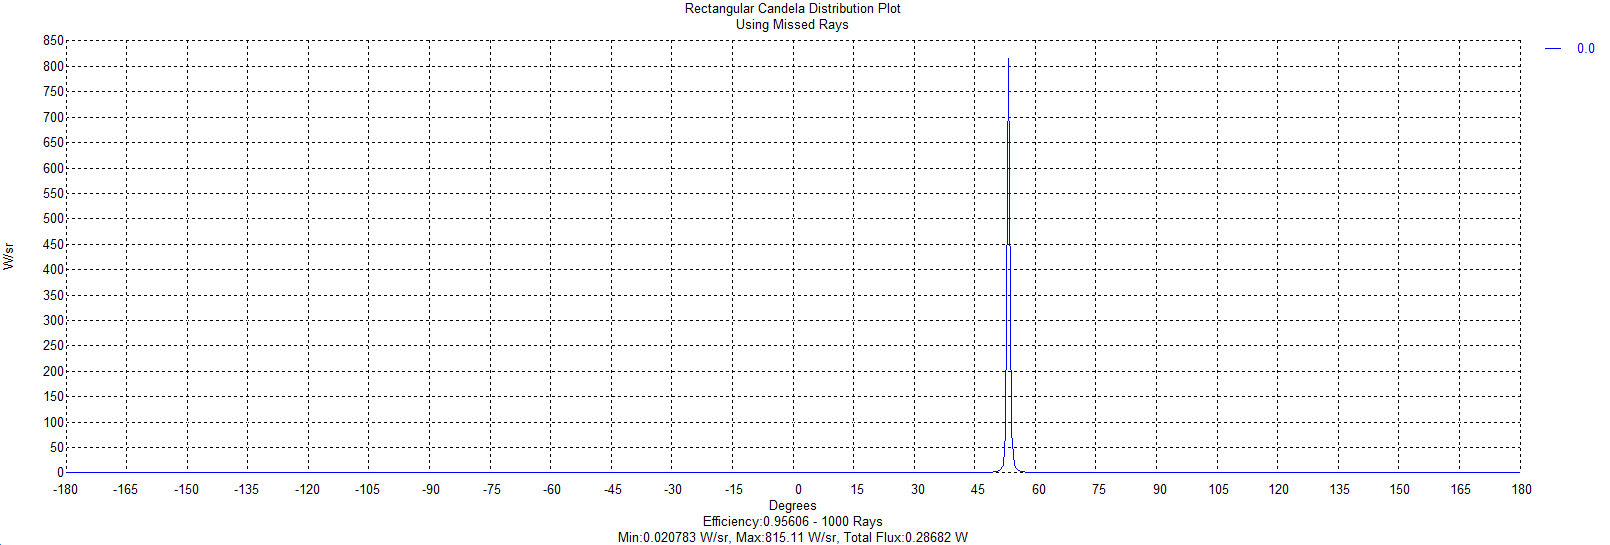 Rectangular Candela Distribution Plot
Using Missed Rays
0.0
850
800
750
700
650
600
550
500
450
400
350
300
250
200
150
100
50
0
W/sr
-180 -165 -150 -135 -120 -105 -90 -75 -60 -45 -30 -15 0 15 30 45 60 75 90 105 120 135 150 165 180
Degrees
Efficiency:0.95606 - 1000 Rays
Min:0.020783 W/sr, Max:815.11 W/sr, Total Flux:0.28682 W